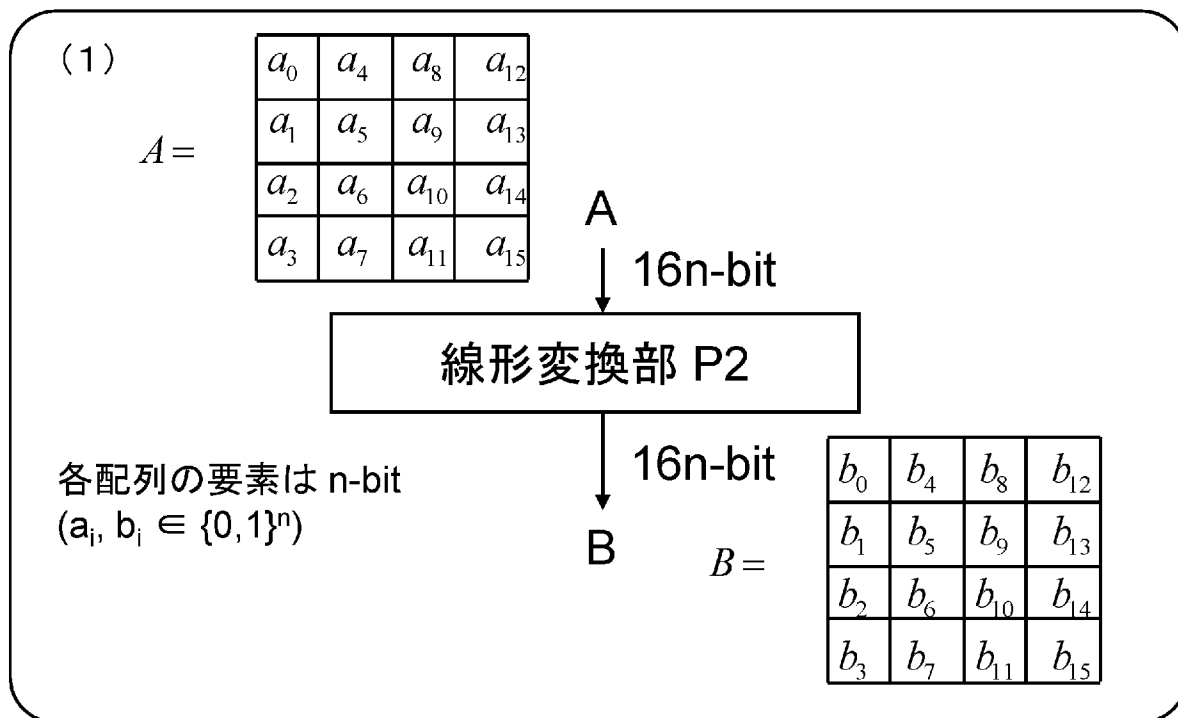 （1）
A =
a₀ a₄ a₈ a₁₂
a₁ a₅ a₉ a₁₃
a₂ a₆ a₁₀ a₁₄
a₃ a₇ a₁₁ a₁₅
A
16n-bit
線形変換部 P2
16n-bit
B
各配列の要素は n-bit
(aᵢ, bᵢ ∈ {0,1}ⁿ)
B =
b₀ b₄ b₈ b₁₂
b₁ b₅ b₉ b₁₃
b₂ b₆ b₁₀ b₁₄
b₃ b₇ b₁₁ b₁₅